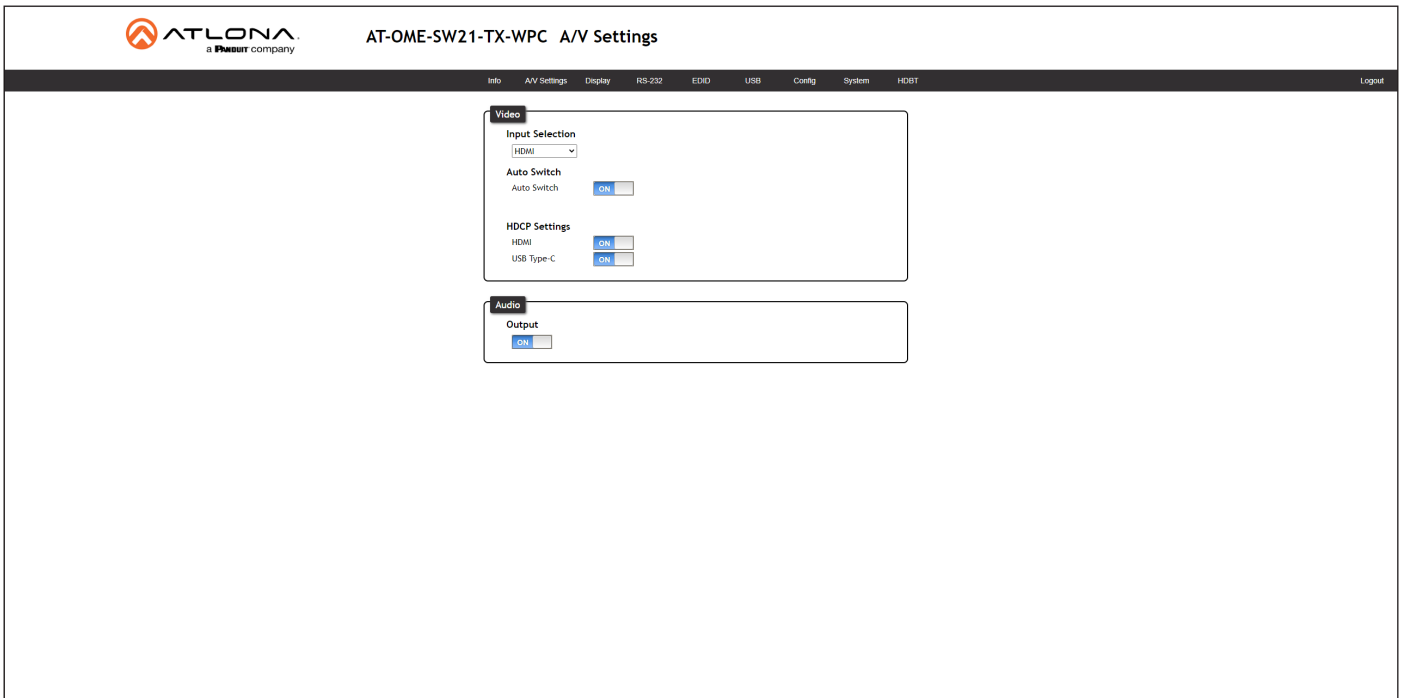 ATLONA.
a PANDUIT company
AT-OME-SW21-TX-WPC A/V Settings
Info A/V Settings Display RS-232 EDID USB Config System HDBT Logout
Video
Input Selection
HDMI
Auto Switch
Auto Switch ON
HDCP Settings
HDMI ON
USB Type-C ON
Audio
Output
ON